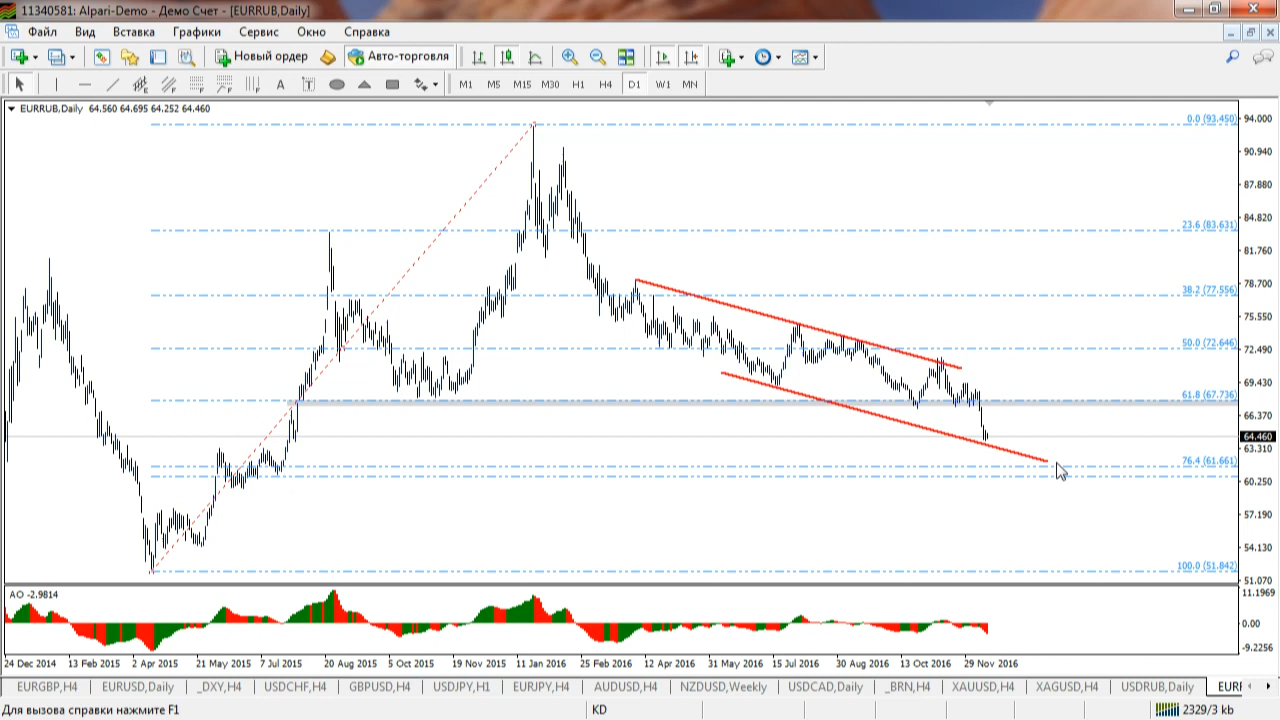 11340581: Alpari-Demo - Демо Счет - [EURRUB,Daily]
Файл Вид Вставка Графики Сервис Окно Справка
Новый ордер Авто-торговля
A T M1 M5 M15 M30 H1 H4 D1 W1 MN
EURRUB,Daily 64.560 64.695 64.252 64.460
0.0 (93.450)
94.000
90.940
87.880
84.820
23.6 (83.631)
81.760
78.700
38.2 (77.556)
75.550
72.490
50.0 (72.646)
69.430
61.8 (67.736)
66.370
64.460
63.310
76.4 (61.661)
60.250
57.190
54.130
100.0 (51.842)
51.070
AO -2.9814
11.1969
0.00
-9.2256
24 Dec 2014 13 Feb 2015 2 Apr 2015 21 May 2015 7 Jul 2015 20 Aug 2015 5 Oct 2015 19 Nov 2015 11 Jan 2016 25 Feb 2016 12 Apr 2016 31 May 2016 15 Jul 2016 30 Aug 2016 13 Oct 2016 29 Nov 2016
EURGBP,H4 EURUSD,Daily _DXY,H4 USDCHF,H4 GBPUSD,H4 USDJPY,H1 EURJPY,H4 AUDUSD,H4 NZDUSD,Weekly USDCAD,Daily _BRN,H4 XAUUSD,H4 XAGUSD,H4 USDRUB,Daily EURI
Для вызова справки нажмите F1 KD 2329/3 kb